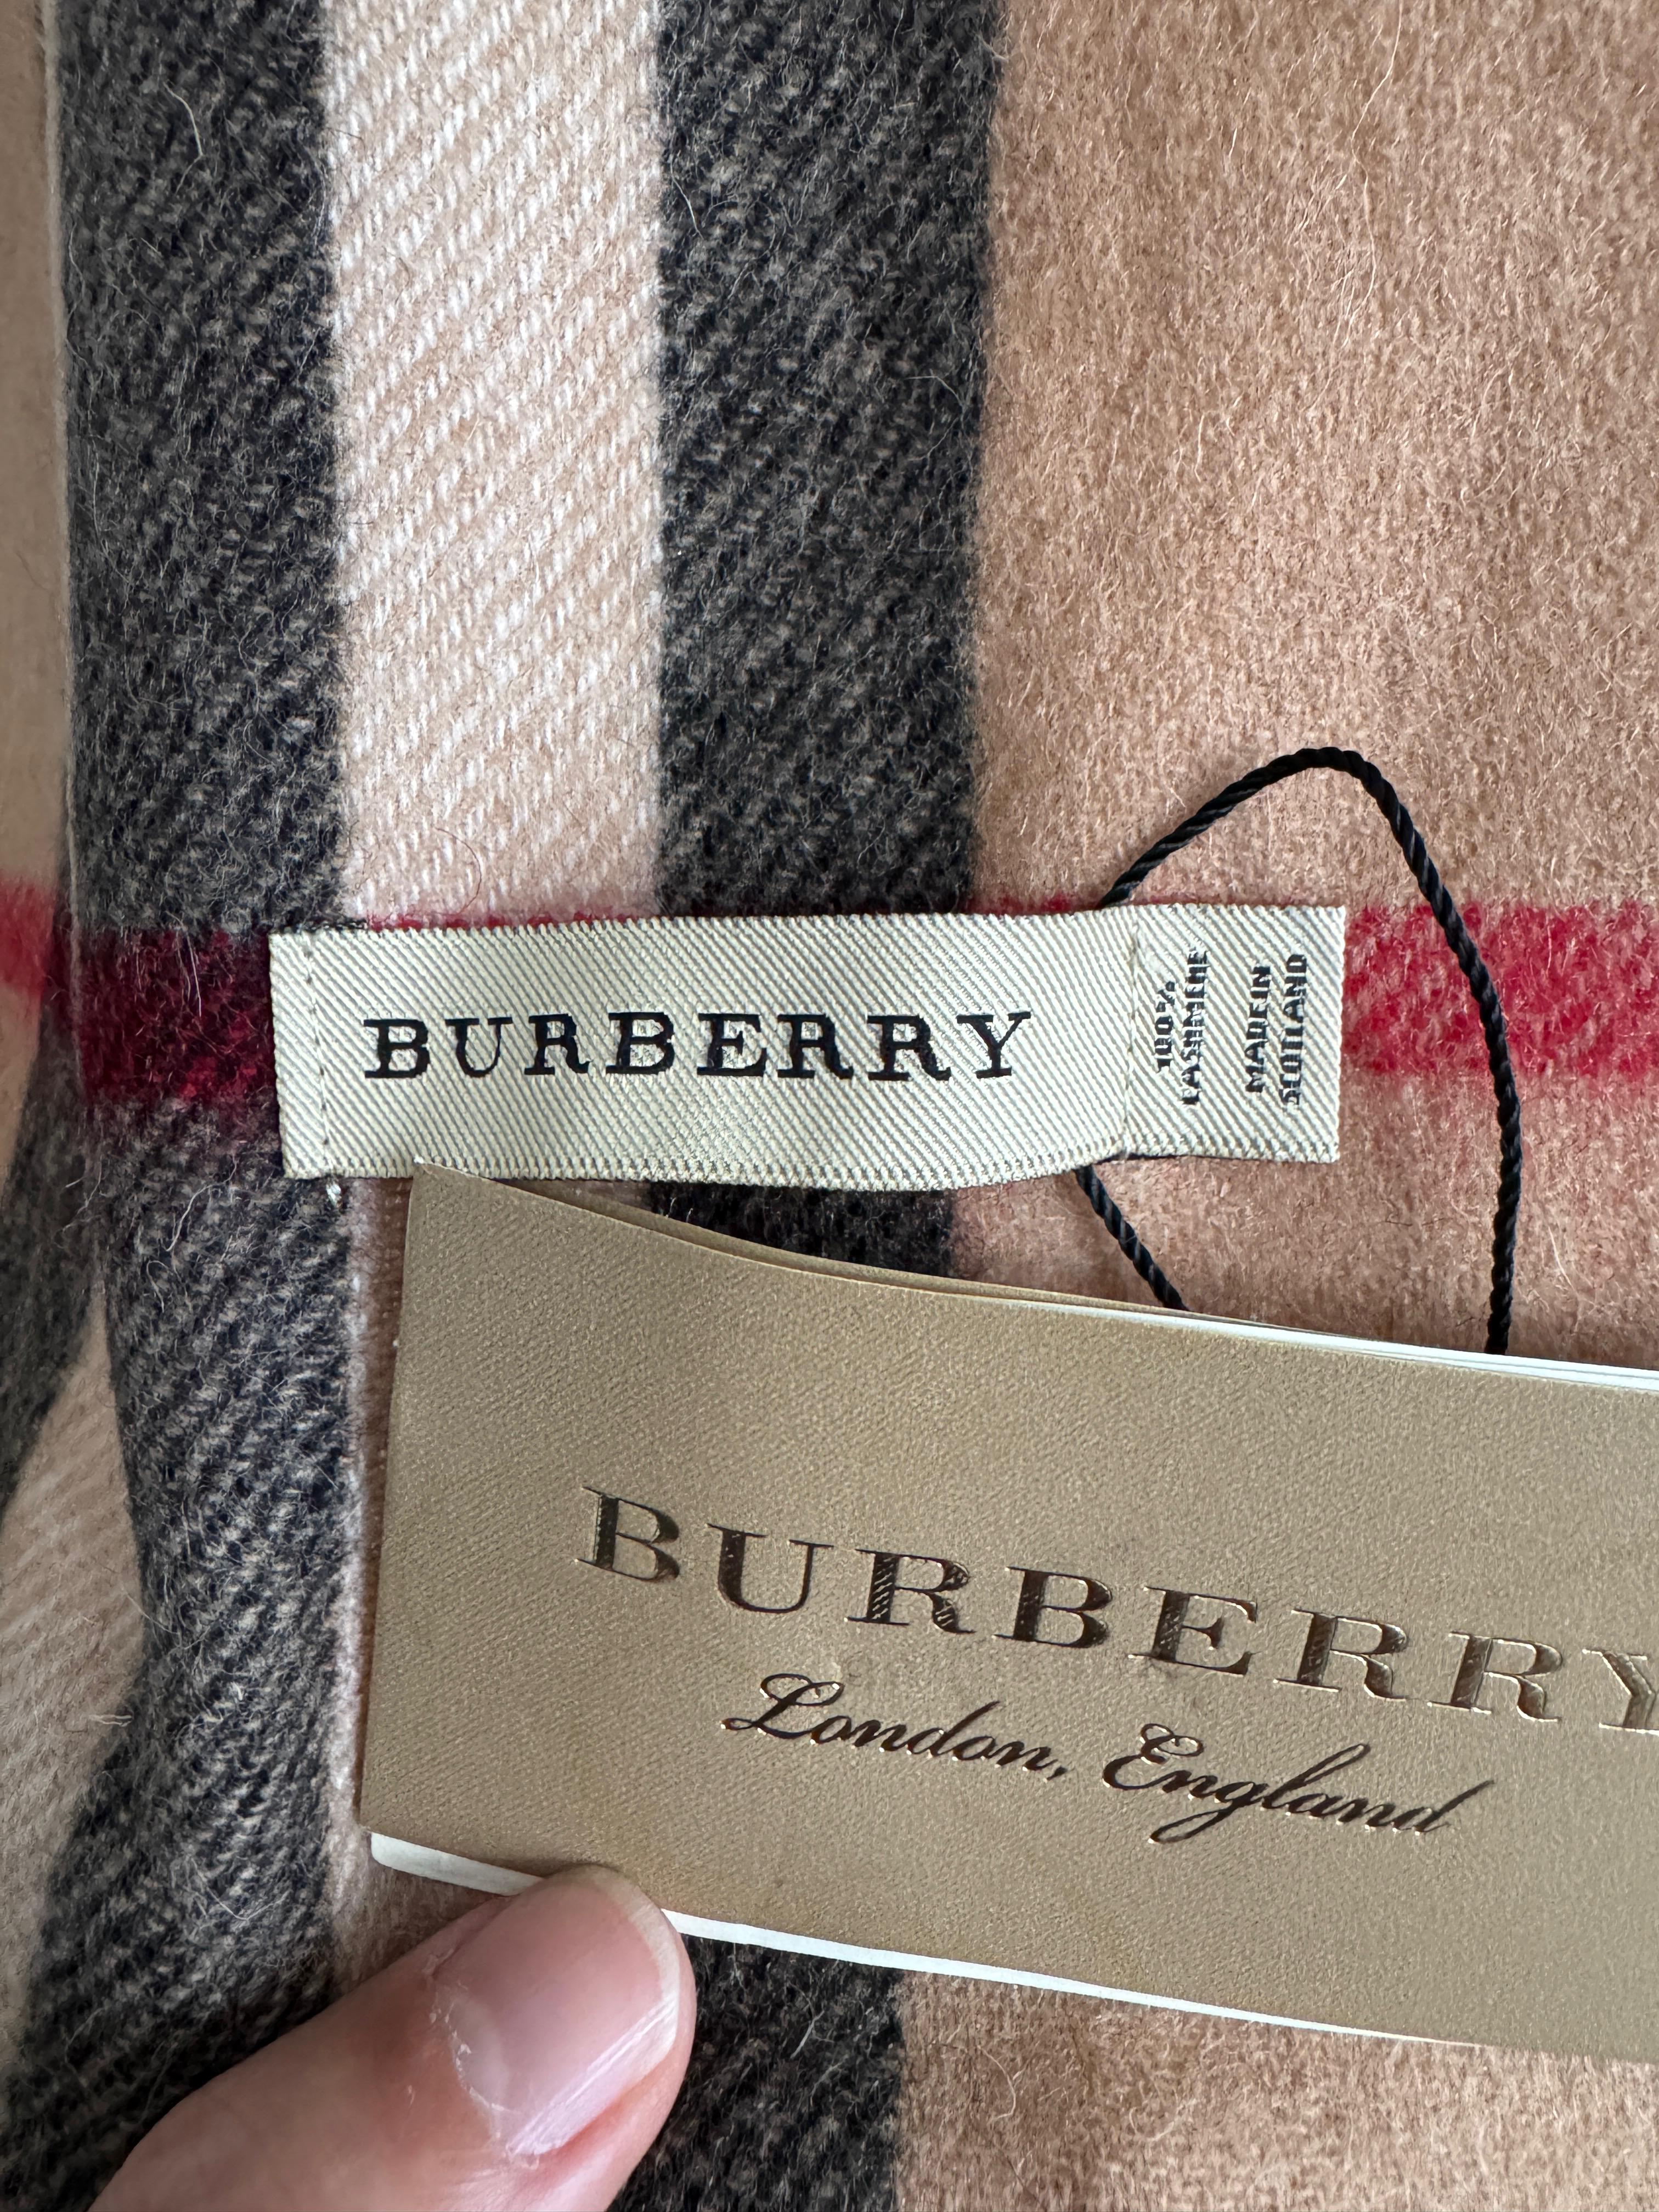 BURBERRY
100%
CASHMERE
MADE IN
SCOTLAND
BURBERRY
London, England